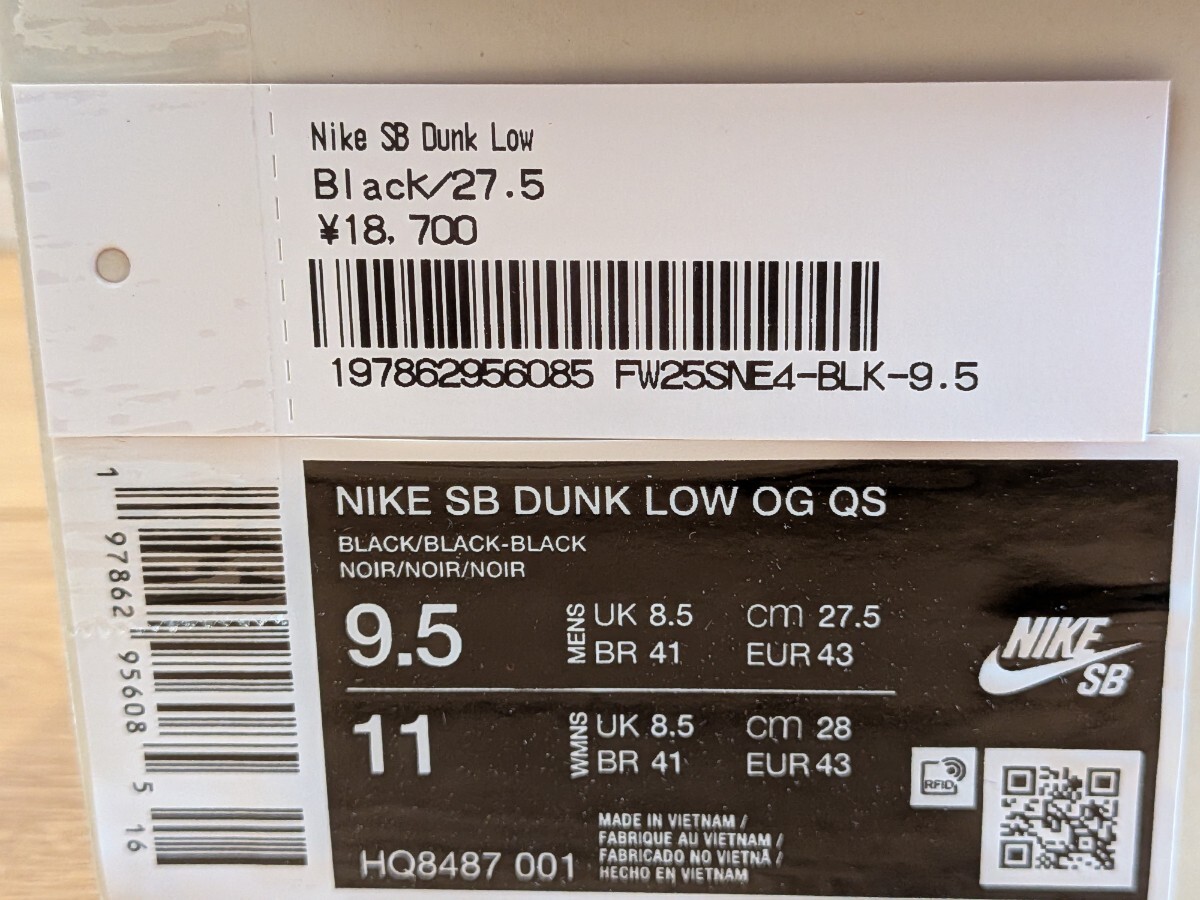 Nike SB Dunk Low
Black/27.5
¥18,700
197862956085 FW25SNE4-BLK-9.5
1 97862 95608 5 16
NIKE SB DUNK LOW OG QS
BLACK/BLACK-BLACK
NOIR/NOIR/NOIR
9.5 MENS UK 8.5 cm 27.5
BR 41 EUR 43
NIKE SB
11 WMNS UK 8.5 cm 28
BR 41 EUR 43
RFID
MADE IN VIETNAM /
FABRIQUE AU VIETNAM /
FABRICADO NO VIETNÃ /
HECHO EN VIETNAM
HQ8487 001